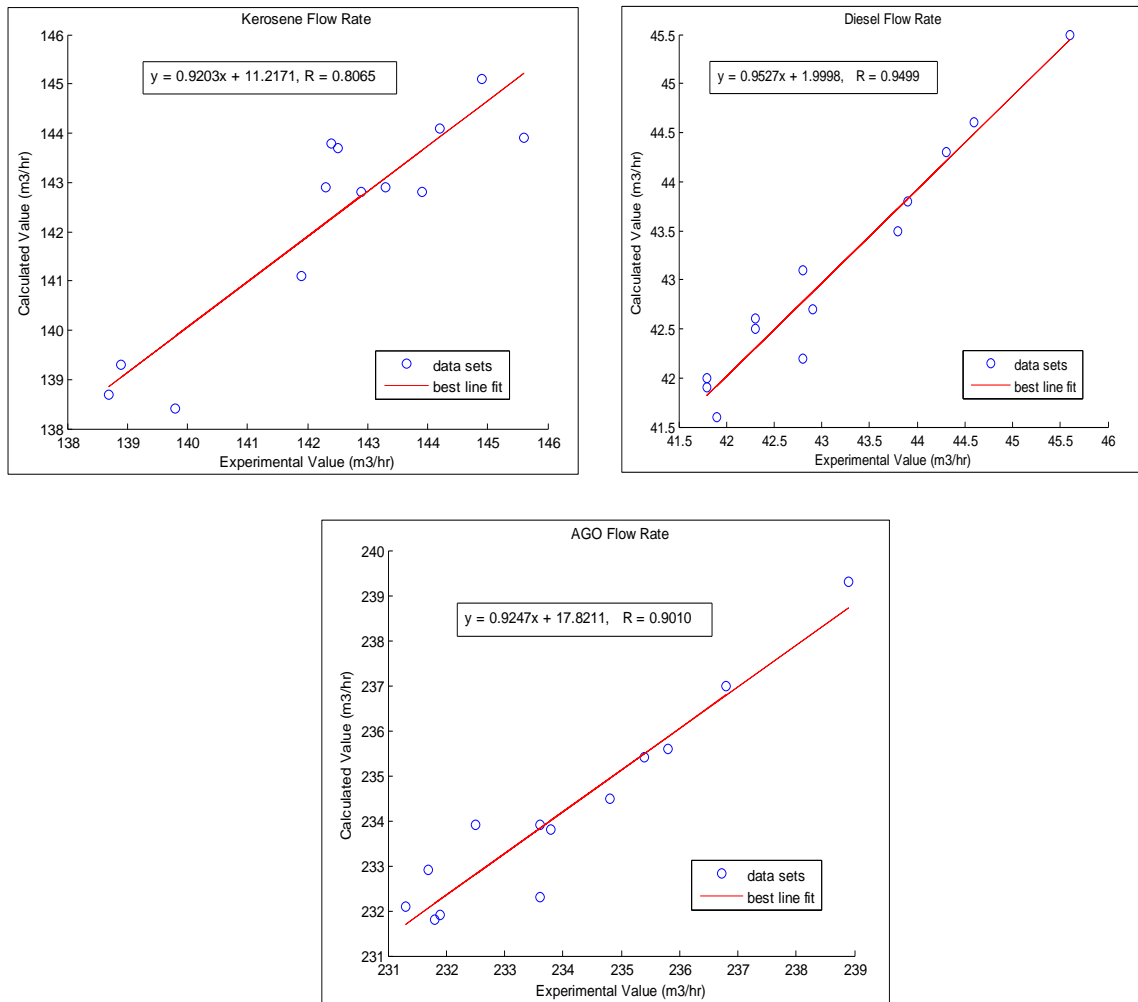 Kerosene Flow Rate
146
145
144
143
142
141
140
139
138
y = 0.9203x + 11.2171, R = 0.8065
Calculated Value (m3/hr)
data sets
best line fit
138 139 140 141 142 143 144 145 146
Experimental Value (m3/hr)
Diesel Flow Rate
45.5
45
44.5
44
43.5
43
42.5
42
41.5
y = 0.9527x + 1.9998, R = 0.9499
Calculated Value (m3/hr)
data sets
best line fit
41.5 42 42.5 43 43.5 44 44.5 45 45.5 46
Experimental Value (m3/hr)
AGO Flow Rate
240
239
238
237
236
235
234
233
232
231
y = 0.9247x + 17.8211, R = 0.9010
Calculated Value (m3/hr)
data sets
best line fit
231 232 233 234 235 236 237 238 239
Experimental Value (m3/hr)